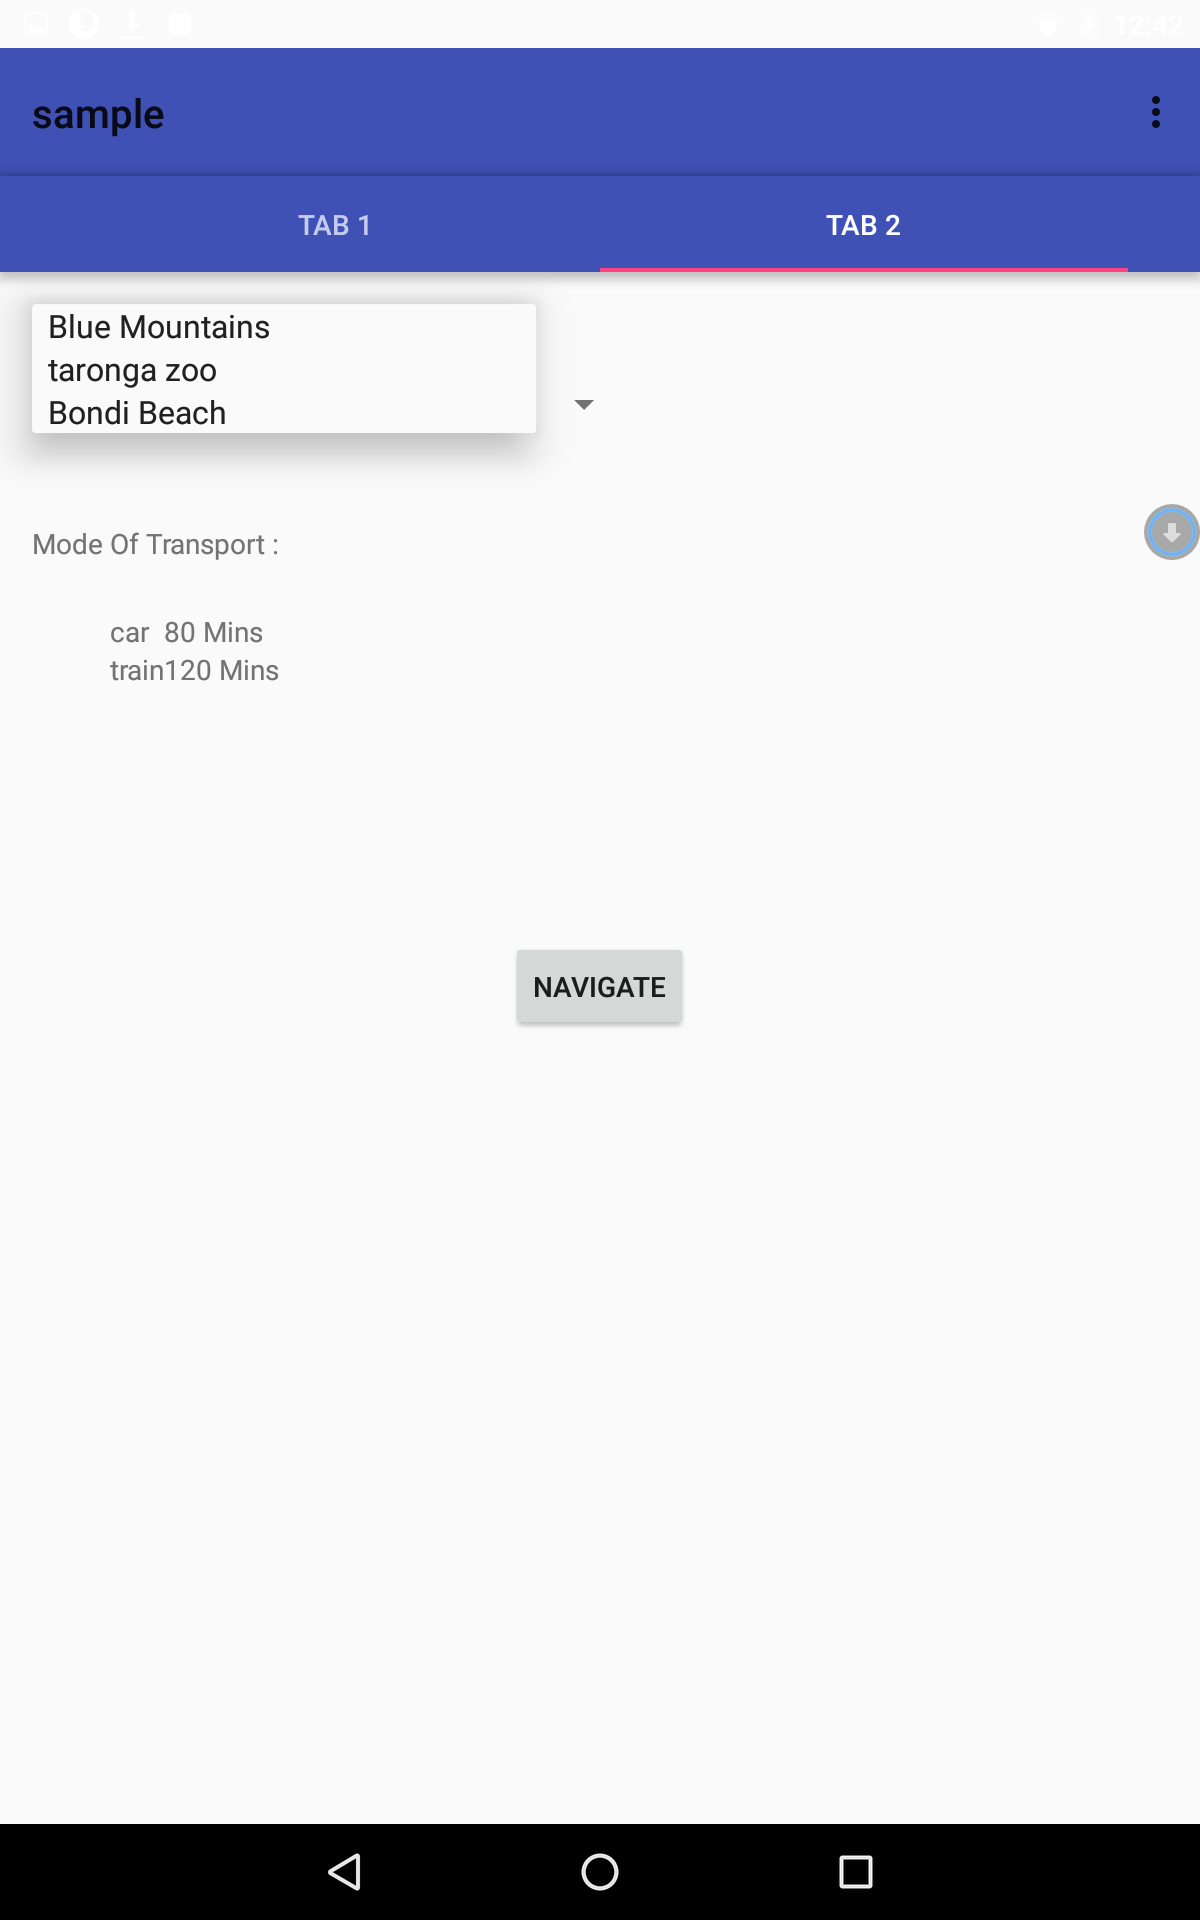 12:42
sample
TAB 1
TAB 2
Blue Mountains
taronga zoo
Bondi Beach
Mode Of Transport :
car 80 Mins
train120 Mins
NAVIGATE